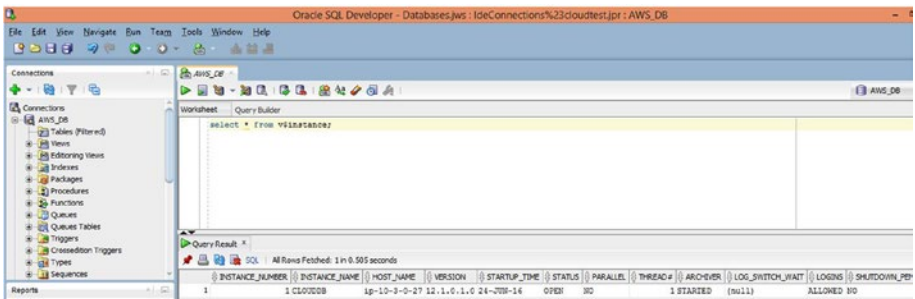 Oracle SQL Developer - Databases.jws : IdeConnections%23cloudtest.jpr : AWS_DB
File Edit View Navigate Run Team Tools Window Help
Connections
AWS_DB
AWS_DB
Worksheet Query Builder
select * from v$instance;
Connections
AWS_DB
Tables (Filtered)
Views
Editioning Views
Indexes
Packages
Procedures
Functions
Queues
Queues Tables
Triggers
Crossedition Triggers
Types
Sequences
Reports
Query Result ×
SQL | All Rows Fetched: 1 in 0.505 seconds
INSTANCE_NUMBER INSTANCE_NAME HOST_NAME VERSION STARTUP_TIME STATUS PARALLEL THREAD# ARCHIVER LOG_SWITCH_WAIT LOGINS SHUTDOWN_PEN
1 1 CLOUDDB ip-10-3-0-27 12.1.0.1.0 24-JUN-16 OPEN NO 1 STARTED (null) ALLOWED NO